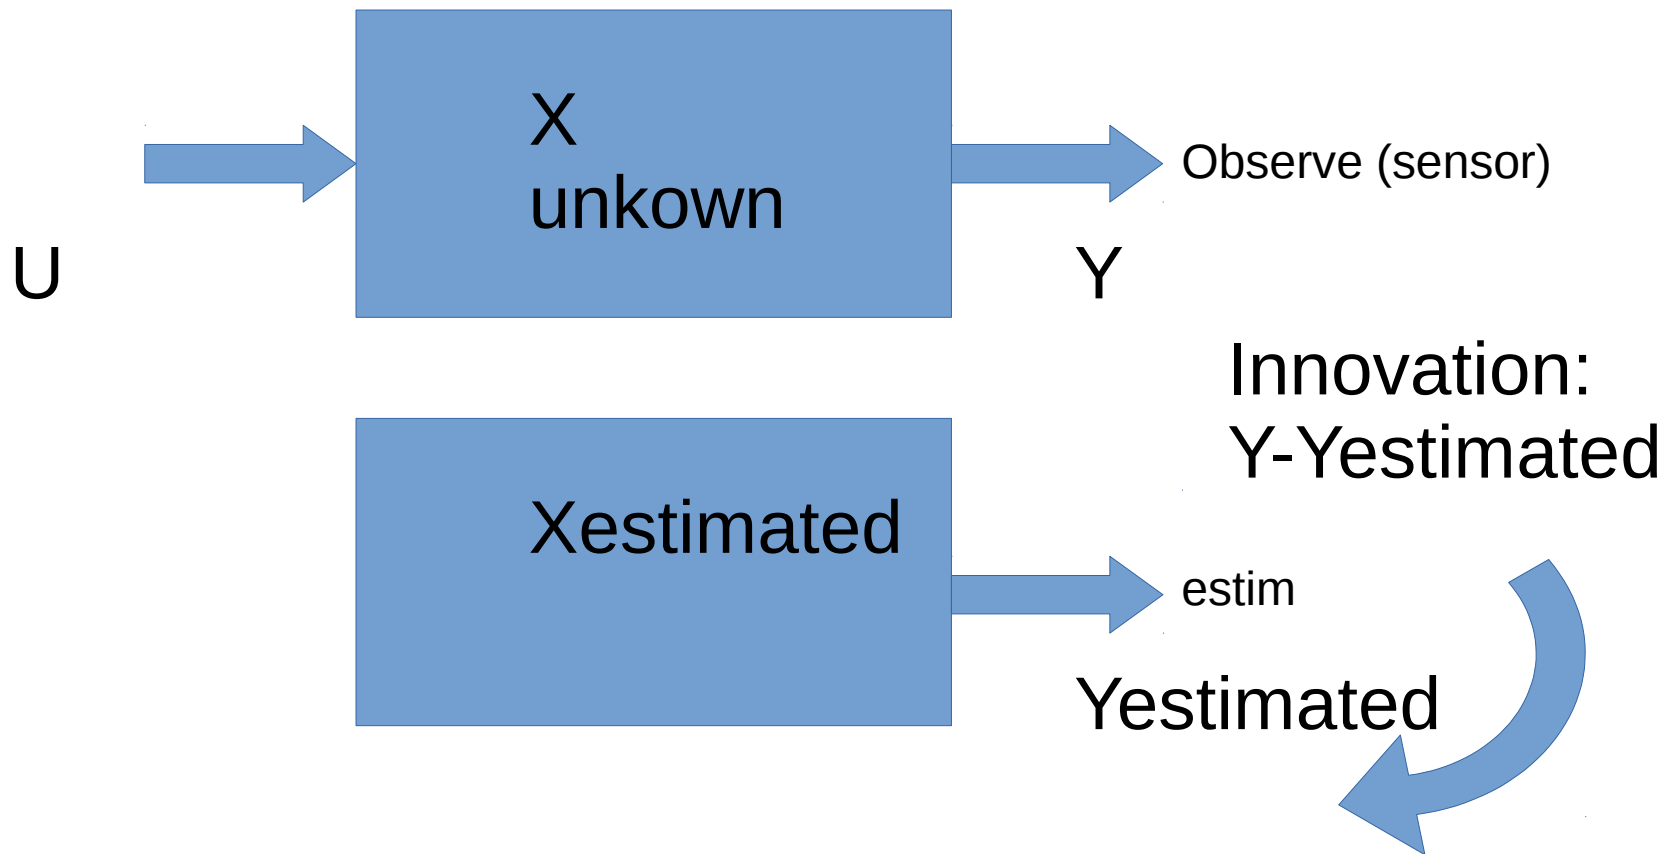 X
unkown
Observe (sensor)
U
Y
Innovation:
Y-Yestimated
Xestimated
estim
Yestimated